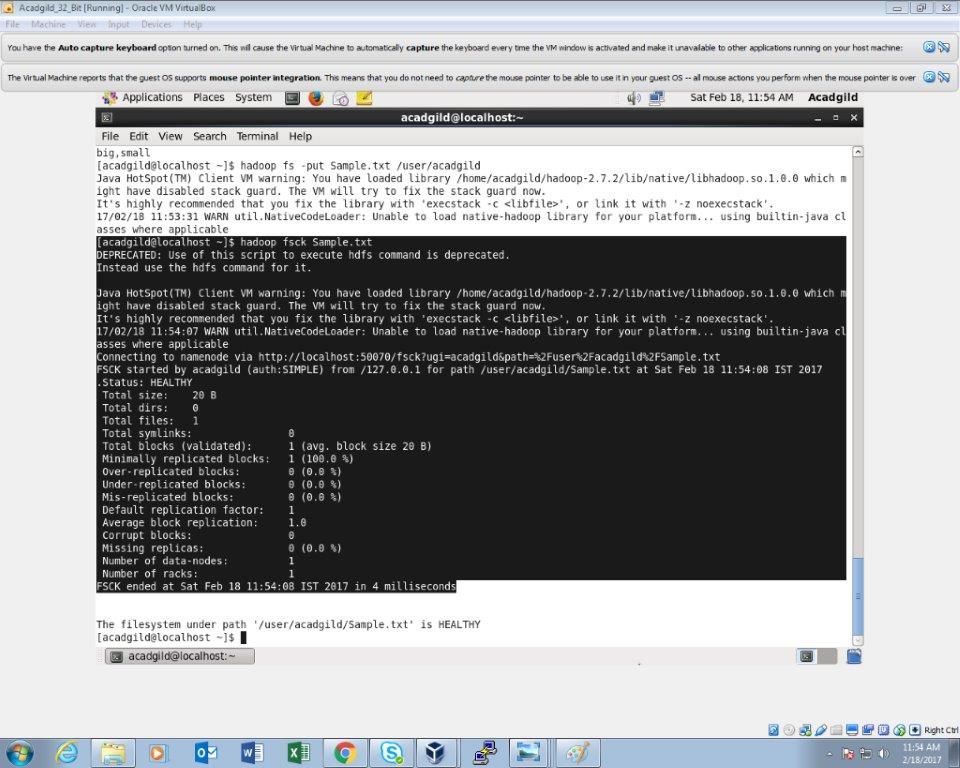 Acadgild_32_Bit [Running] - Oracle VM VirtualBox
File Machine View Input Devices Help
You have the Auto capture keyboard option turned on. This will cause the Virtual Machine to automatically capture the keyboard every time the VM window is activated and make it unavailable to other applications running on your host machine:
The Virtual Machine reports that the guest OS supports mouse pointer integration. This means that you do not need to capture the mouse pointer to be able to use it in your guest OS -- all mouse actions you perform when the mouse pointer is over
Applications Places System Sat Feb 18, 11:54 AM Acadgild
acadgild@localhost:~
File Edit View Search Terminal Help
big,small
[acadgild@localhost ~]$ hadoop fs -put Sample.txt /user/acadgild
Java HotSpot(TM) Client VM warning: You have loaded library /home/acadgild/hadoop-2.7.2/lib/native/libhadoop.so.1.0.0 which m
ight have disabled stack guard. The VM will try to fix the stack guard now.
It's highly recommended that you fix the library with 'execstack -c <libfile>', or link it with '-z noexecstack'.
17/02/18 11:53:31 WARN util.NativeCodeLoader: Unable to load native-hadoop library for your platform... using builtin-java cl
asses where applicable
[acadgild@localhost ~]$ hadoop fsck Sample.txt
DEPRECATED: Use of this script to execute hdfs command is deprecated.
Instead use the hdfs command for it.
Java HotSpot(TM) Client VM warning: You have loaded library /home/acadgild/hadoop-2.7.2/lib/native/libhadoop.so.1.0.0 which m
ight have disabled stack guard. The VM will try to fix the stack guard now.
It's highly recommended that you fix the library with 'execstack -c <libfile>', or link it with '-z noexecstack'.
17/02/18 11:54:07 WARN util.NativeCodeLoader: Unable to load native-hadoop library for your platform... using builtin-java cl
asses where applicable
Connecting to namenode via http://localhost:50070/fsck?ugi=acadgild&path=%2Fuser%2Facadgild%2FSample.txt
FSCK started by acadgild (auth:SIMPLE) from /127.0.0.1 for path /user/acadgild/Sample.txt at Sat Feb 18 11:54:08 IST 2017
.Status: HEALTHY
Total size: 20 B
Total dirs: 0
Total files: 1
Total symlinks: 0
Total blocks (validated): 1 (avg. block size 20 B)
Minimally replicated blocks: 1 (100.0 %)
Over-replicated blocks: 0 (0.0 %)
Under-replicated blocks: 0 (0.0 %)
Mis-replicated blocks: 0 (0.0 %)
Default replication factor: 1
Average block replication: 1.0
Corrupt blocks: 0
Missing replicas: 0 (0.0 %)
Number of data-nodes: 1
Number of racks: 1
FSCK ended at Sat Feb 18 11:54:08 IST 2017 in 4 milliseconds
The filesystem under path '/user/acadgild/Sample.txt' is HEALTHY
[acadgild@localhost ~]$
acadgild@localhost:~
Right Ctrl
11:54 AM
2/18/2017